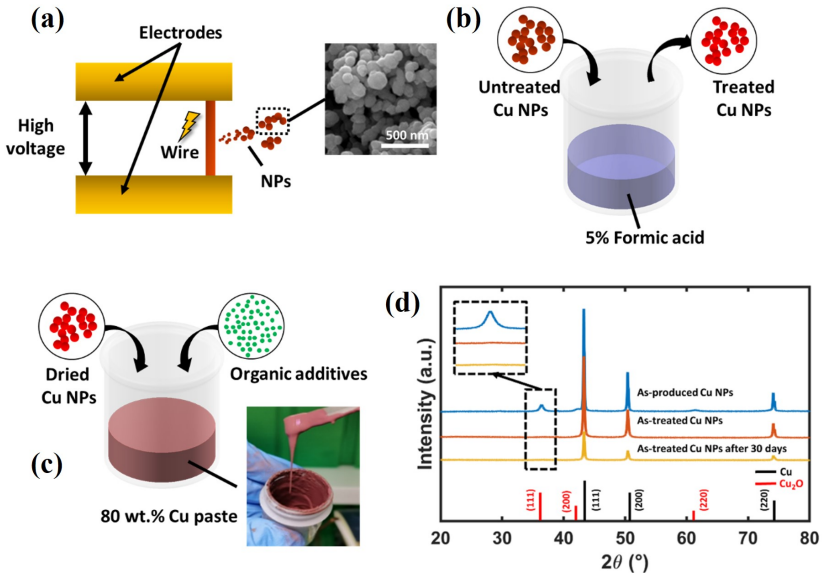 (a)
Electrodes
High
voltage
Wire
NPs
500 nm
(b)
Untreated
Cu NPs
Treated
Cu NPs
5% Formic acid
(c)
Dried
Cu NPs
Organic additives
80 wt.% Cu paste
(d)
Intensity (a.u.)
As-produced Cu NPs
As-treated Cu NPs
As-treated Cu NPs after 30 days
Cu
Cu₂O
(111)
(200)
(111)
(200)
(220)
(220)
20 30 40 50 60 70 80
2θ (°)